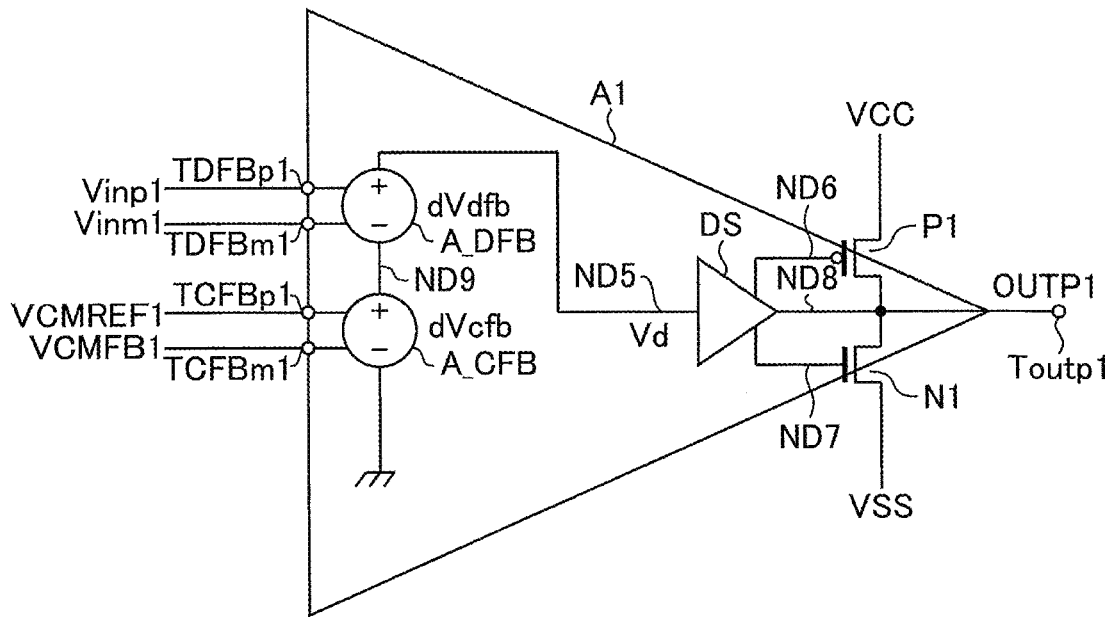 A1
VCC
TDFBp1
Vinp1
Vinm1
TDFBm1
+
−
dVdfb
A_DFB
ND9
TCFBp1
VCMREF1
VCMFB1
TCFBm1
+
−
dVcfb
A_CFB
ND5
Vd
DS
ND6
ND8
ND7
P1
N1
OUTP1
Toutp1
VSS